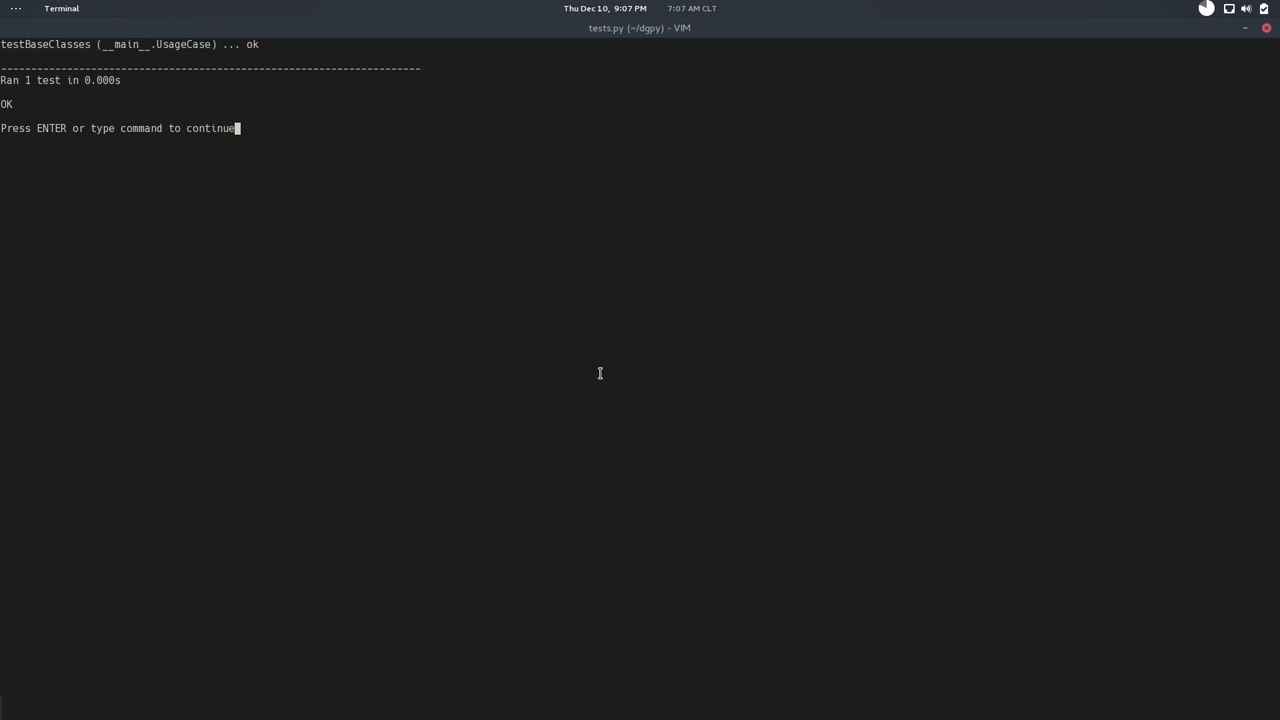 ··· Terminal Thu Dec 10, 9:07 PM 7:07 AM CLT
tests.py (~/dgpy) - VIM
testBaseClasses (__main__.UsageCase) ... ok
----------------------------------------------------------------------
Ran 1 test in 0.000s
OK
Press ENTER or type command to continue